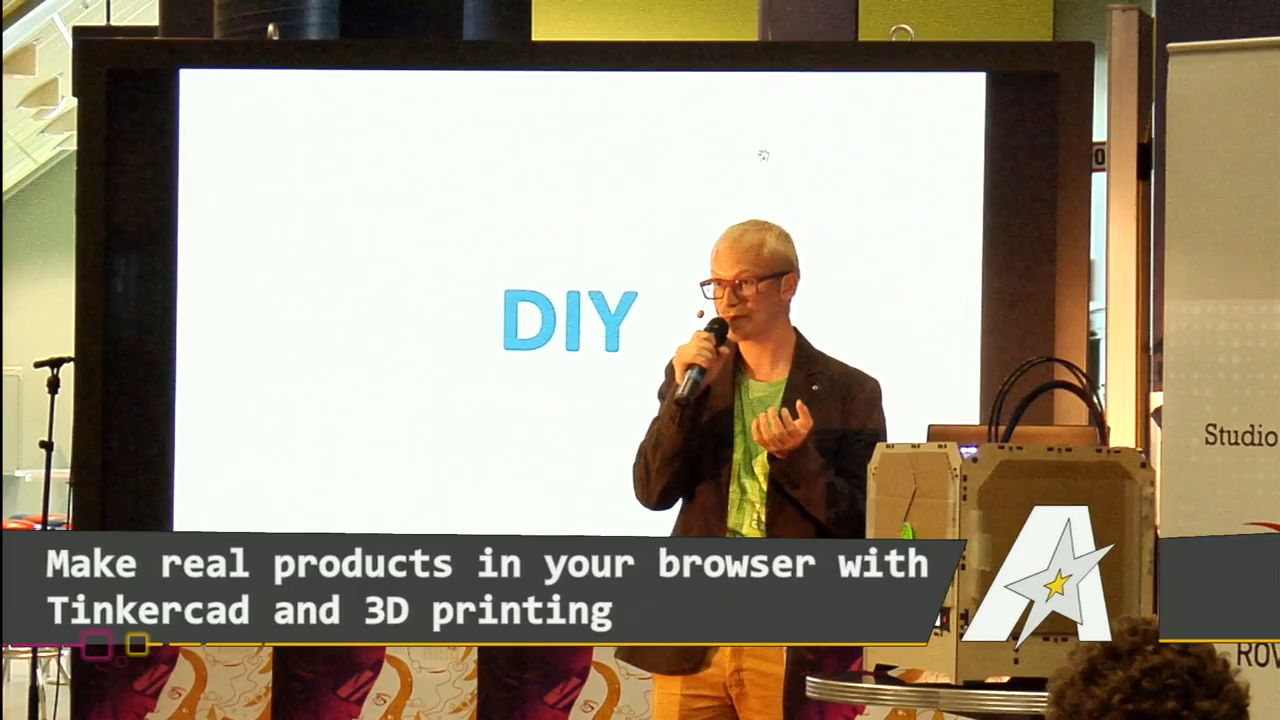 DIY
Studio
Make real products in your browser with
Tinkercad and 3D printing